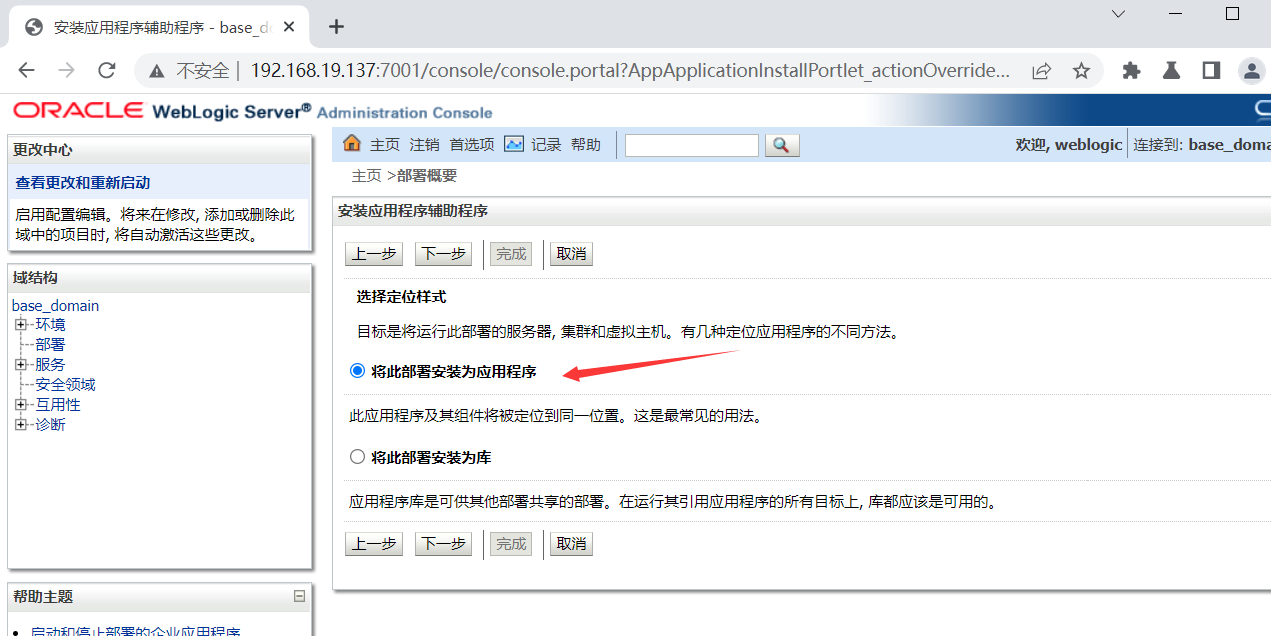 安装应用程序辅助程序 - base_d
不安全 192.168.19.137:7001/console/console.portal?AppApplicationInstallPortlet_actionOverride...
ORACLE WebLogic Server® Administration Console
更改中心
查看更改和重新启动
启用配置编辑。将来在修改, 添加或删除此
域中的项目时, 将自动激活这些更改。
域结构
base_domain
环境
部署
服务
安全领域
互用性
诊断
帮助主题
启动和停止部署的企业应用程序
主页 注销 首选项 记录 帮助
欢迎, weblogic 连接到: base_doma
主页 >部署概要
安装应用程序辅助程序
上一步 下一步 完成 取消
选择定位样式
目标是将运行此部署的服务器, 集群和虚拟主机。有几种定位应用程序的不同方法。
将此部署安装为应用程序
此应用程序及其组件将被定位到同一位置。这是最常见的用法。
将此部署安装为库
应用程序库是可供其他部署共享的部署。在运行其引用应用程序的所有目标上, 库都应该是可用的。
上一步 下一步 完成 取消